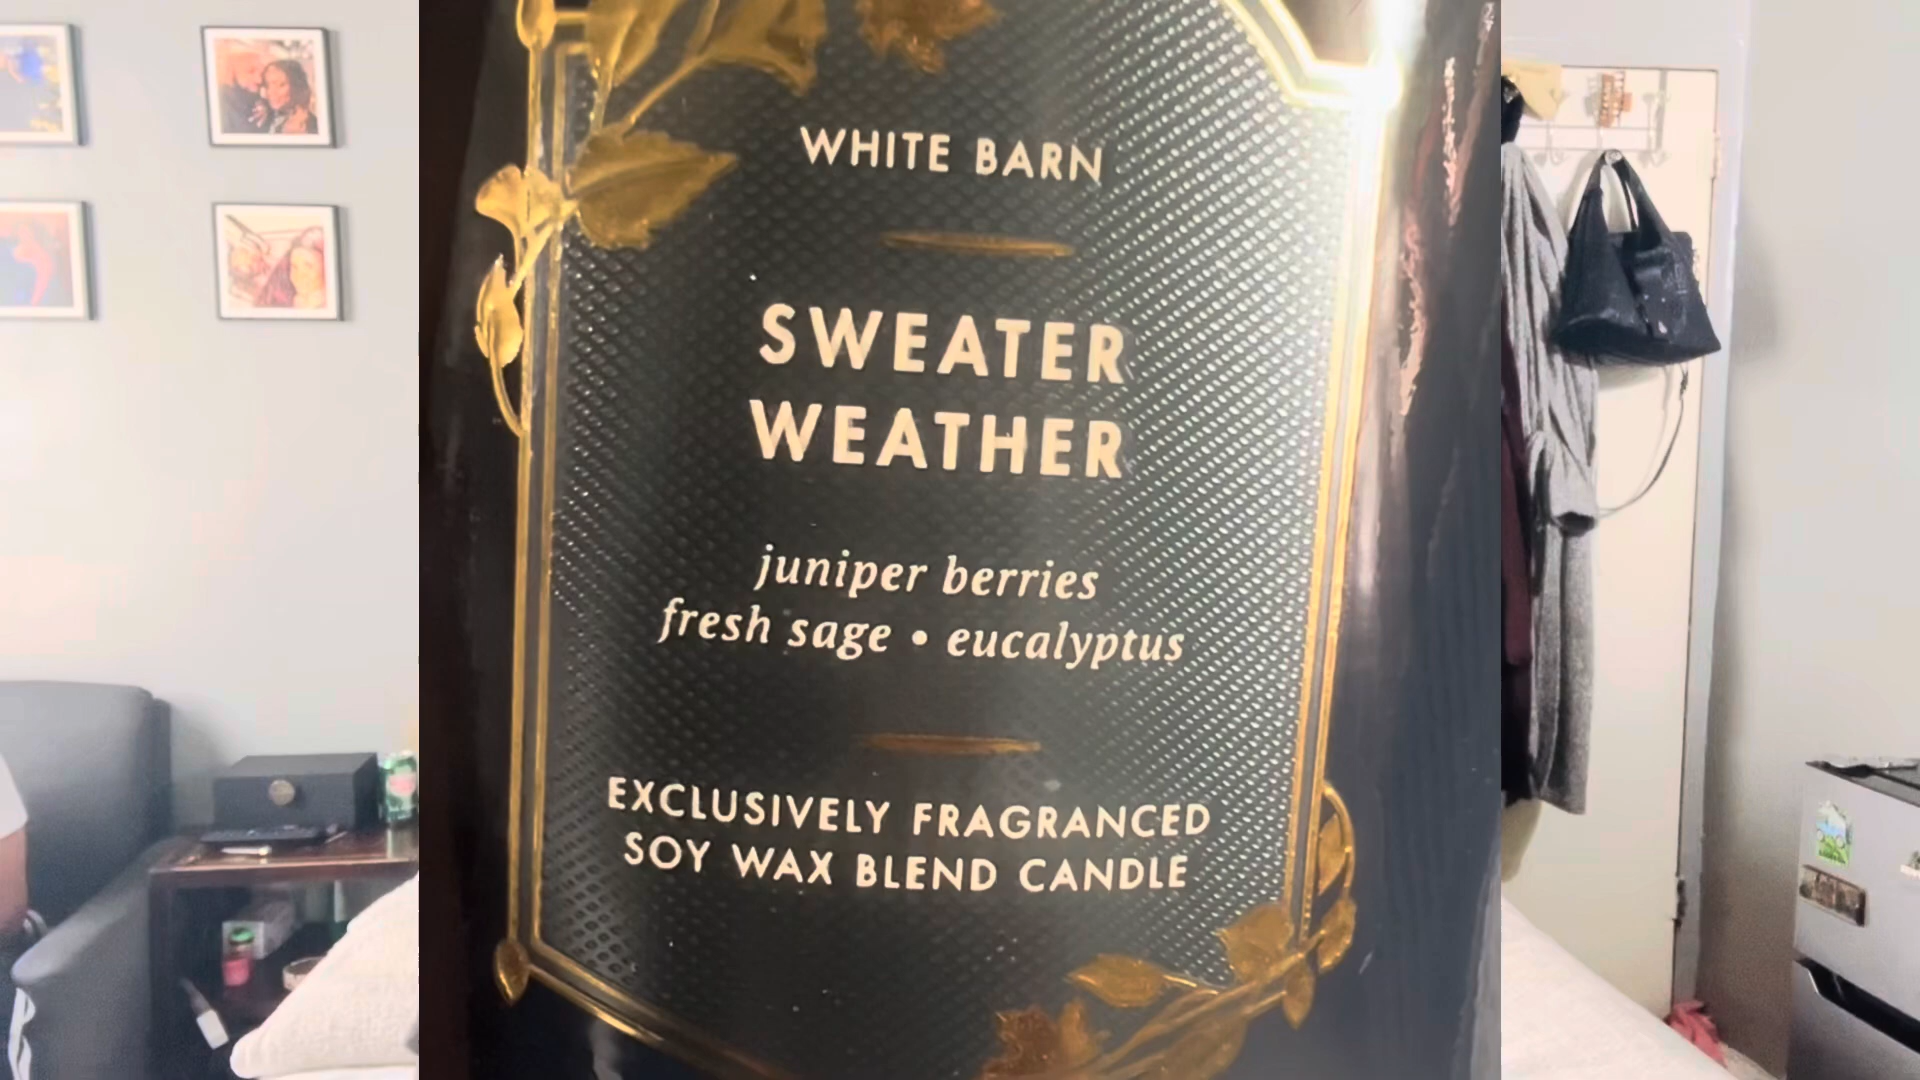 WHITE BARN
SWEATER
WEATHER
juniper berries
fresh sage • eucalyptus
EXCLUSIVELY FRAGRANCED
SOY WAX BLEND CANDLE